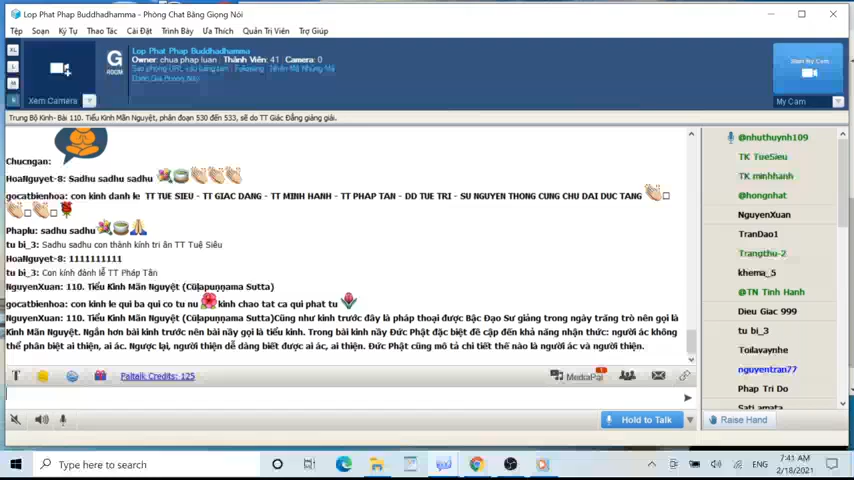 Lop Phat Phap Buddhadhamma - Phòng Chat Bằng Giọng Nói
Tệp Soạn Ký Tự Thao Tác Cài Đặt Trình Bày Ưa Thích Quản Trị Viên Trợ Giúp
XL
L
M
G
ROOM
Lop Phat Phap Buddhadhamma
Owner: chua phap luan Thành Viên: 41 Camera: 0
Xem Camera
Start My Cam
My Cam
Trung Bộ Kinh- Bài 110. Tiểu Kinh Mãn Nguyệt, phân đoạn 530 đến 533, sẽ do TT Giác Đẳng giảng giải.
Chucngan:
HoaNguyet-8: Sadhu sadhu sadhu
gocatbienhoa: con kinh danh le TT TUE SIEU - TT GIAC DANG - TT MINH HANH - TT PHAP TAN - DD TUE TRI - SU NGUYEN THONG CUNG CHU DAI DUC TANG
Phaplu: sadhu sadhu
tu bi_3: Sadhu sadhu con thành kính tri ân TT Tuệ Siêu
HoaNguyet-8: 1111111111
tu bi_3: Con kính đảnh lễ TT Pháp Tân
NguyenXuan: 110. Tiểu Kinh Mãn Nguyệt (Cūḷapuṇṇama Sutta)
gocatbienhoa: con kinh le qui ba qui co tu nu kinh chao tat ca qui phat tu
NguyenXuan: 110. Tiểu Kinh Mãn Nguyệt (Cūḷapuṇṇama Sutta)Cũng như kinh trước đây là pháp thoại được Bậc Đạo Sư giảng trong ngày trăng trò nên gọi là
Kinh Mãn Nguyệt. Ngắn hơn bài kinh trước nên bài nầy gọi là tiểu kinh. Trong bài kinh nầy Đức Phật đặc biệt đề cập đến khả năng nhận thức: người ác không
thể phân biệt ai thiện, ai ác. Ngược lại, người thiện dễ dàng biết được ai ác, ai thiện. Đức Phật cũng mô tả chi tiết thế nào là người ác và người thiện.
@nhuthuynh109
TK TueSieu
TK minhhanh
@hongnhat
NguyenXuan
TranDao1
Trangthu-2
khema_5
@TN Tinh Hanh
Dieu Giac 999
tu bi_3
Toilavaynhe
nguyentran77
Phap Tri Do
Sati amata
T
Paltalk Credits: 125
MediaPal
1
Hold to Talk
Raise Hand
Type here to search
ENG
7:41 AM
2/18/2021